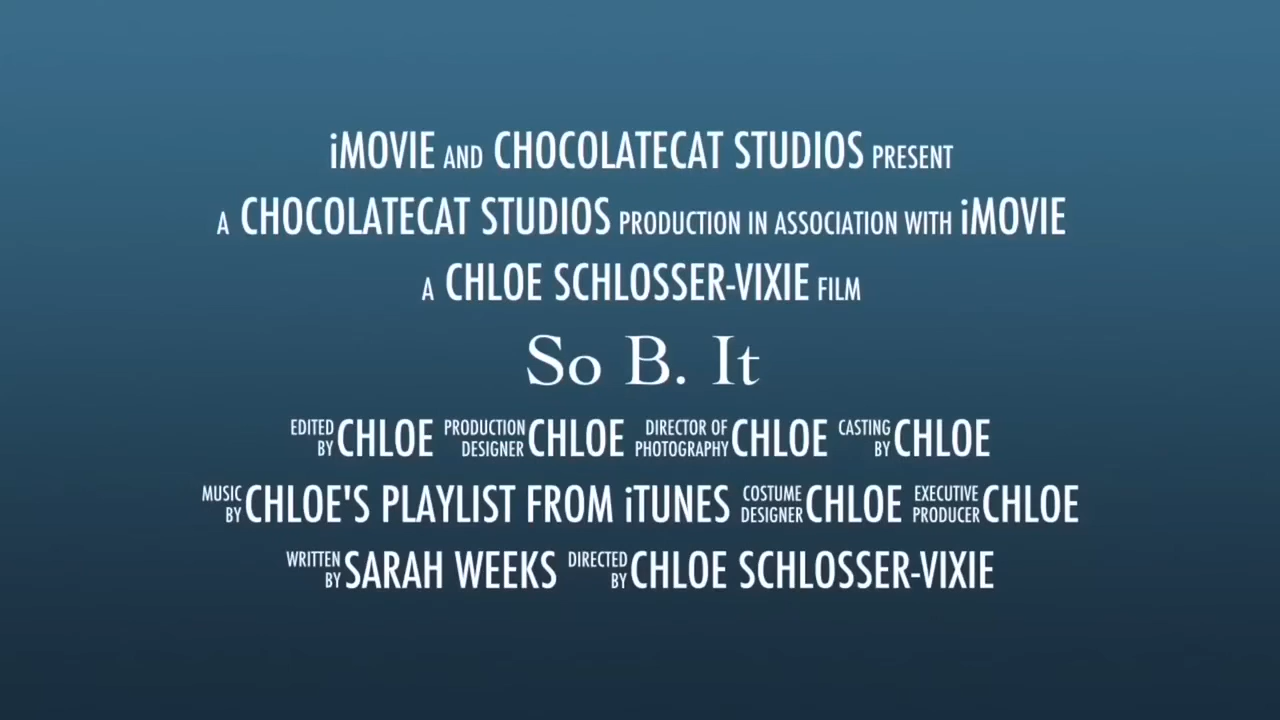 iMOVIE AND CHOCOLATECAT STUDIOS PRESENT
A CHOCOLATECAT STUDIOS PRODUCTION IN ASSOCIATION WITH iMOVIE
A CHLOE SCHLOSSER-VIXIE FILM
So B. It
EDITED BY CHLOE PRODUCTION DESIGNER CHLOE DIRECTOR OF PHOTOGRAPHY CHLOE CASTING BY CHLOE
MUSIC BY CHLOE'S PLAYLIST FROM iTUNES COSTUME DESIGNER CHLOE EXECUTIVE PRODUCER CHLOE
WRITTEN BY SARAH WEEKS DIRECTED BY CHLOE SCHLOSSER-VIXIE